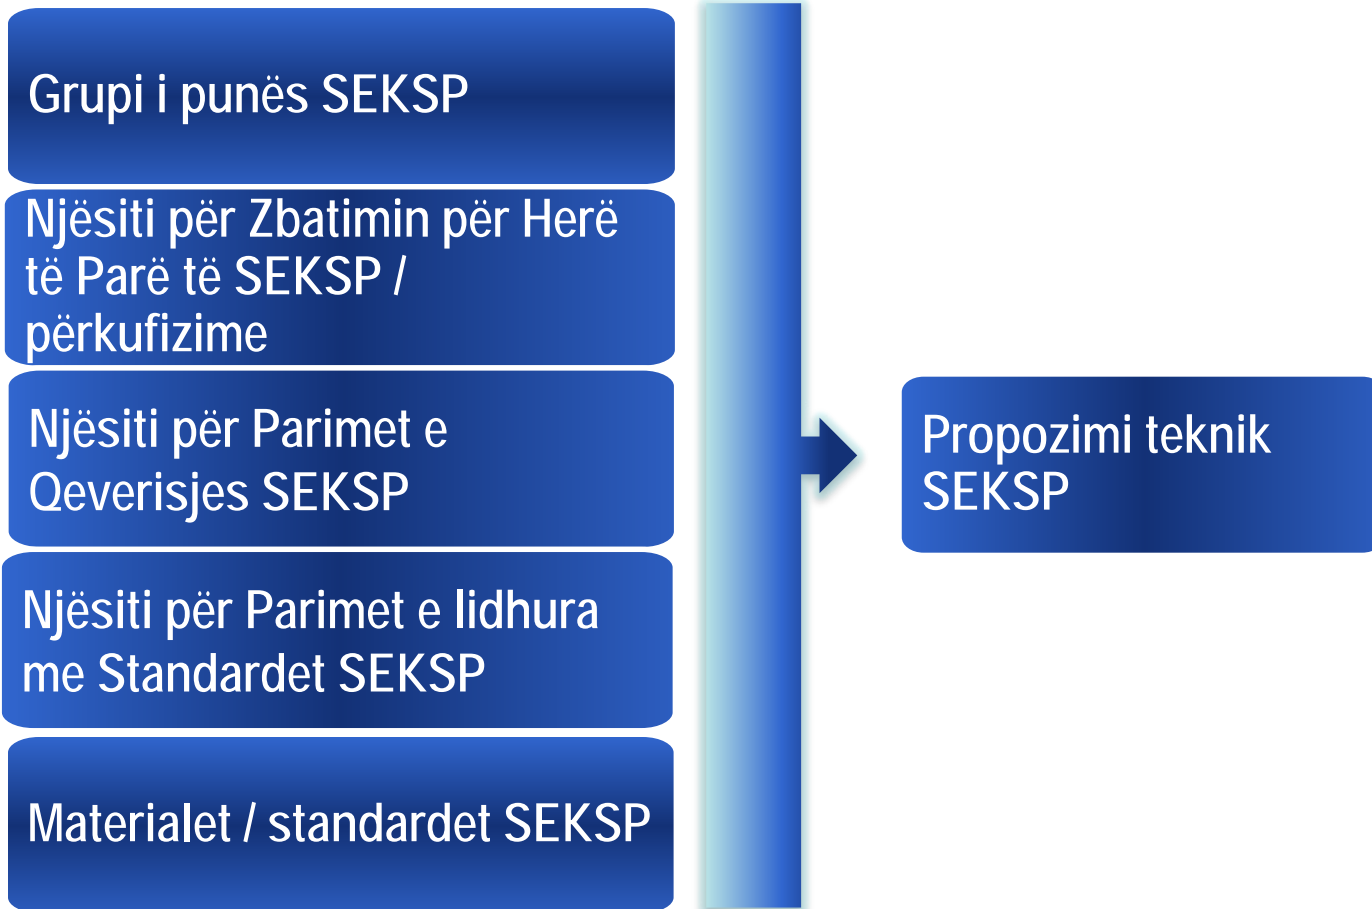 Grupi i punës SEKSP
Njësiti për Zbatimin për Herë
të Parë të SEKSP /
përkufizime
Njësiti për Parimet e
Qeverisjes SEKSP
Njësiti për Parimet e lidhura
me Standardet SEKSP
Materialet / standardet SEKSP
Propozimi teknik
SEKSP